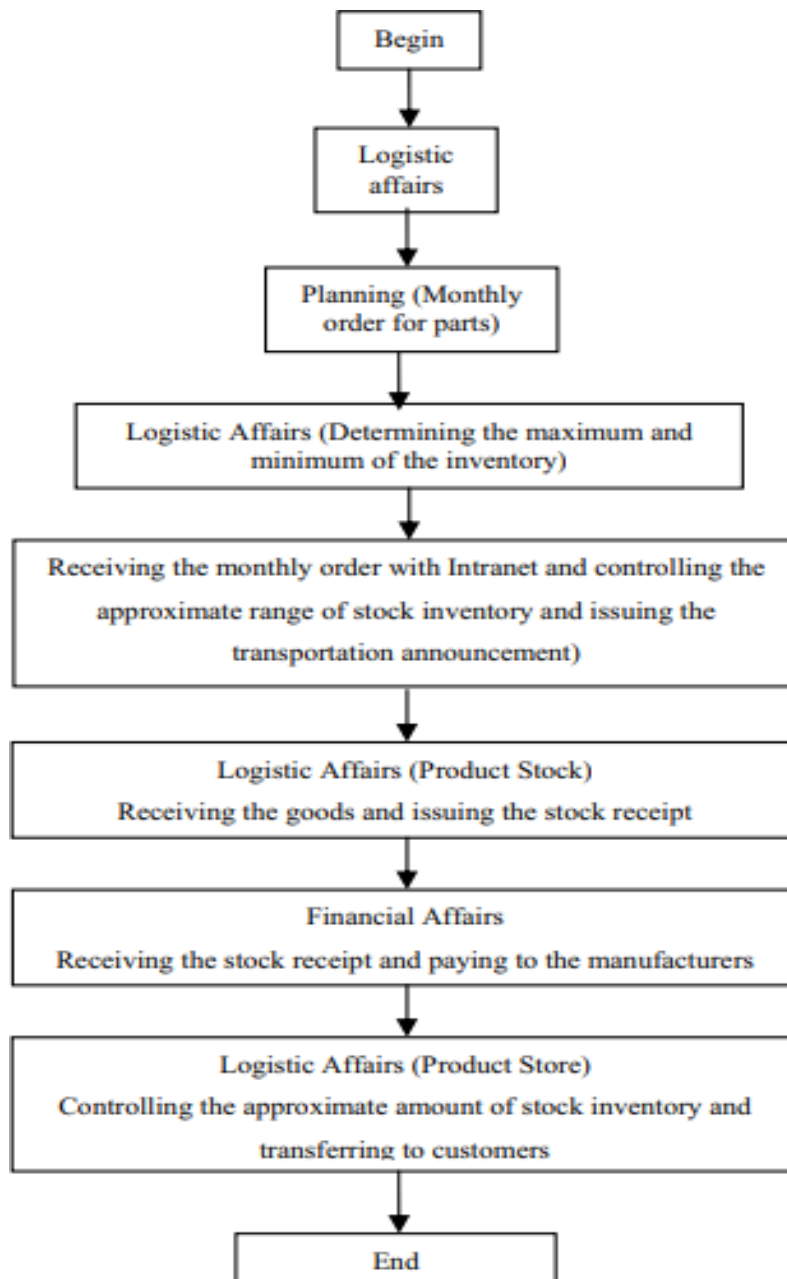 Begin
Logistic
affairs
Planning (Monthly
order for parts)
Logistic Affairs (Determining the maximum and
minimum of the inventory)
Receiving the monthly order with Intranet and controlling the
approximate range of stock inventory and issuing the
transportation announcement)
Logistic Affairs (Product Stock)
Receiving the goods and issuing the stock receipt
Financial Affairs
Receiving the stock receipt and paying to the manufacturers
Logistic Affairs (Product Store)
Controlling the approximate amount of stock inventory and
transferring to customers
End